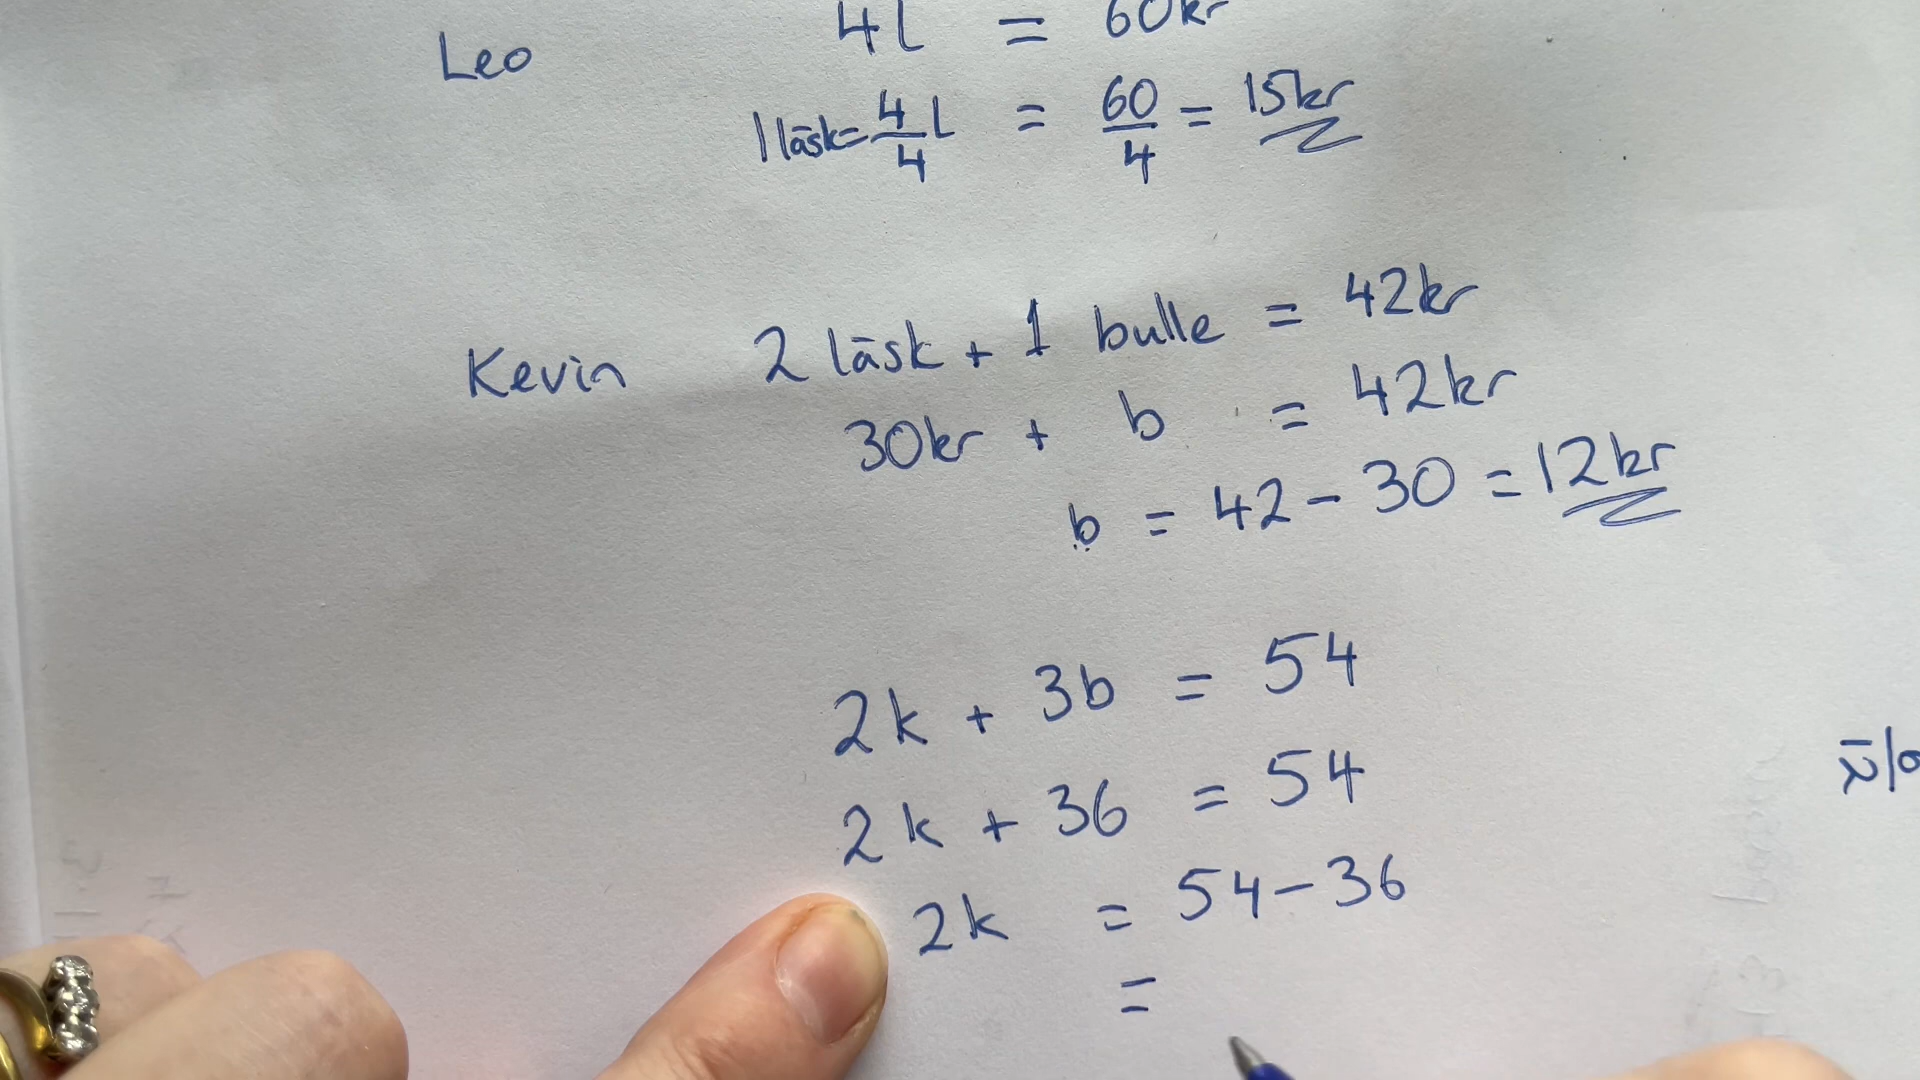 4l = 60kr
Leo
1 läsk = 4/4 l = 60/4 = 15kr
Kevin 2 läsk + 1 bulle = 42kr
30kr + b = 42kr
b = 42 - 30 = 12kr
2k + 3b = 54
2k + 36 = 54
2k = 54 - 36
=